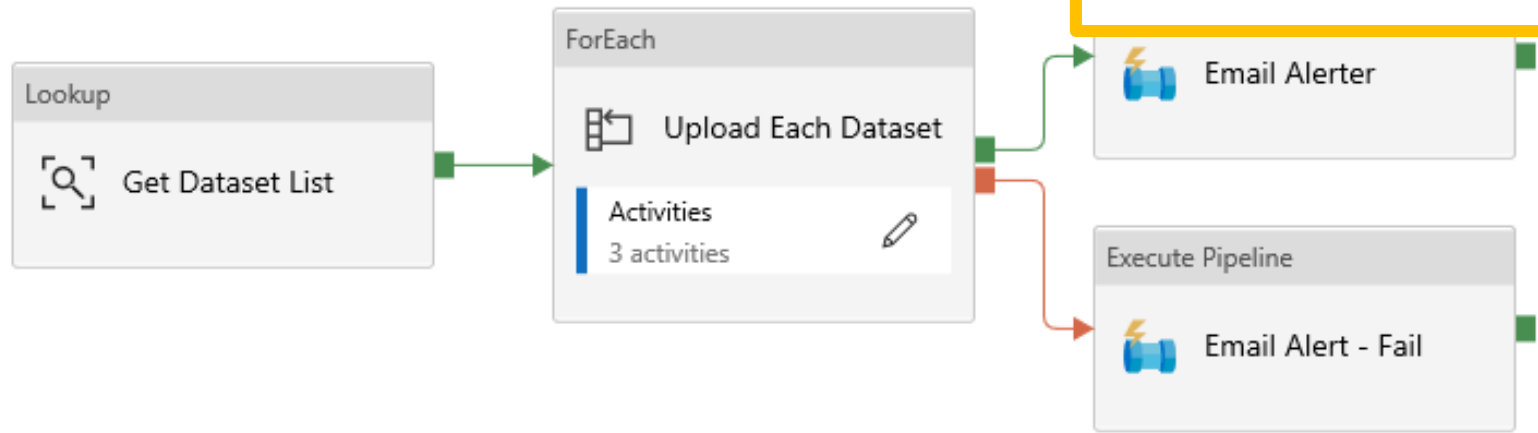 Lookup
Get Dataset List
ForEach
Upload Each Dataset
Activities
3 activities
Email Alerter
Execute Pipeline
Email Alert - Fail